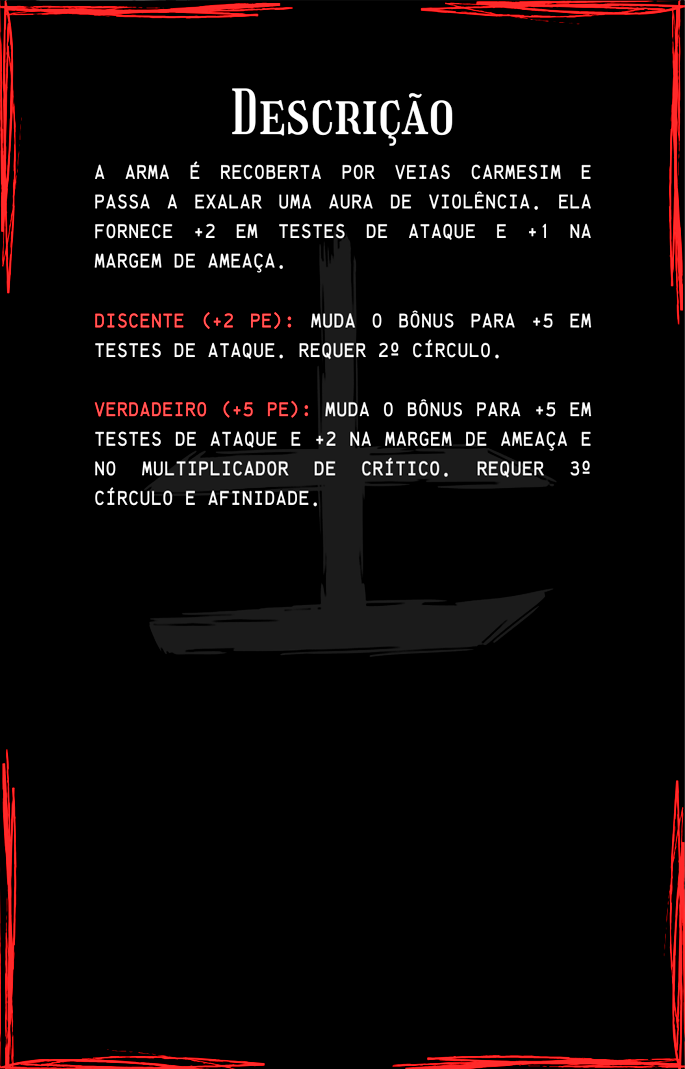 Descrição
A ARMA É RECOBERTA POR VEIAS CARMESIM E
PASSA A EXALAR UMA AURA DE VIOLÊNCIA. ELA
FORNECE +2 EM TESTES DE ATAQUE E +1 NA
MARGEM DE AMEAÇA.
DISCENTE (+2 PE): MUDA O BÔNUS PARA +5 EM
TESTES DE ATAQUE. REQUER 2º CÍRCULO.
VERDADEIRO (+5 PE): MUDA O BÔNUS PARA +5 EM
TESTES DE ATAQUE E +2 NA MARGEM DE AMEAÇA E
NO MULTIPLICADOR DE CRÍTICO. REQUER 3º
CÍRCULO E AFINIDADE.